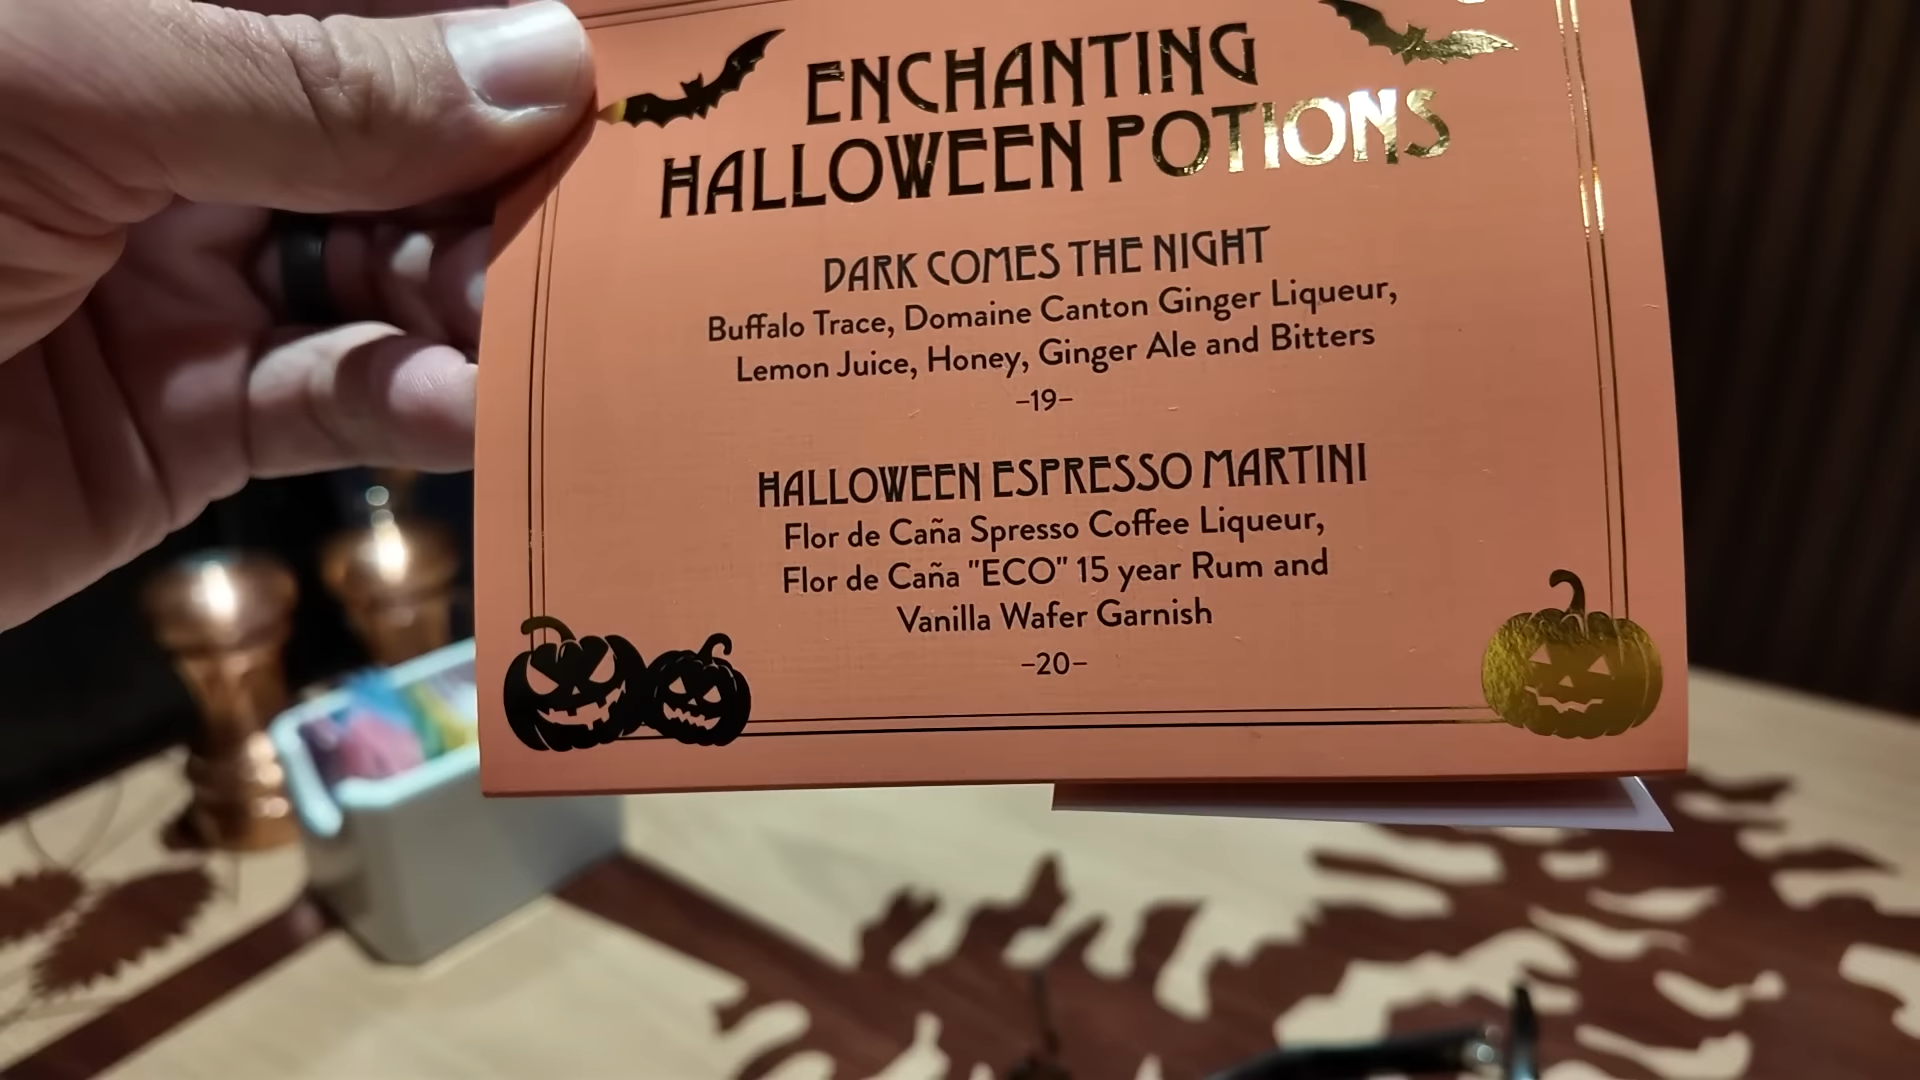 ENCHANTING
HALLOWEEN POTIONS
DARK COMES THE NIGHT
Buffalo Trace, Domaine Canton Ginger Liqueur,
Lemon Juice, Honey, Ginger Ale and Bitters
–19–
HALLOWEEN ESPRESSO MARTINI
Flor de Caña Spresso Coffee Liqueur,
Flor de Caña "ECO" 15 year Rum and
Vanilla Wafer Garnish
–20–